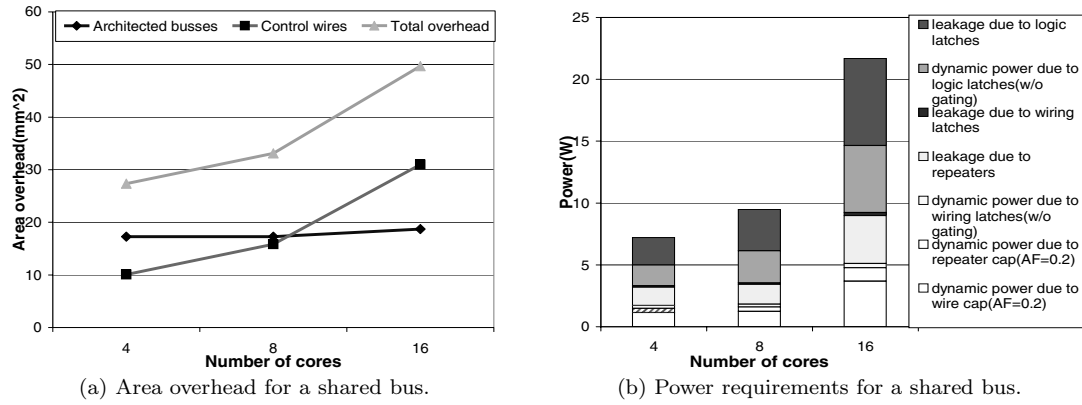 60
50
40
30
20
10
0
Area overhead(mm^2)
Architected busses Control wires Total overhead
4 8 16
Number of cores
(a) Area overhead for a shared bus.
25
20
15
10
5
0
Power(W)
4 8 16
Number of cores
leakage due to logic
latches
dynamic power due to
logic latches(w/o
gating)
leakage due to wiring
latches
leakage due to
repeaters
dynamic power due to
wiring latches(w/o
gating)
dynamic power due to
repeater cap(AF=0.2)
dynamic power due to
wire cap(AF=0.2)
(b) Power requirements for a shared bus.